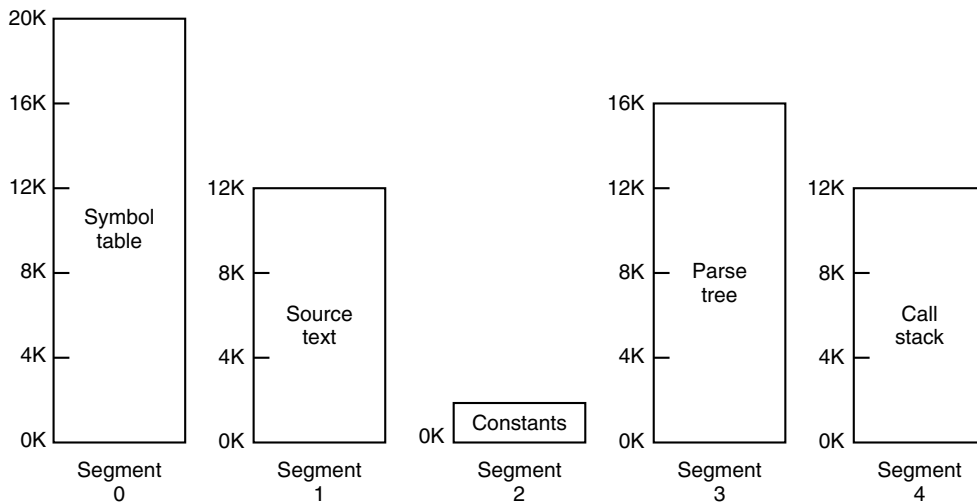 20K
16K
12K
8K
4K
0K
Symbol
table
Segment
0
12K
8K
4K
0K
Source
text
Segment
1
0K
Constants
Segment
2
16K
12K
8K
4K
0K
Parse
tree
Segment
3
12K
8K
4K
0K
Call
stack
Segment
4